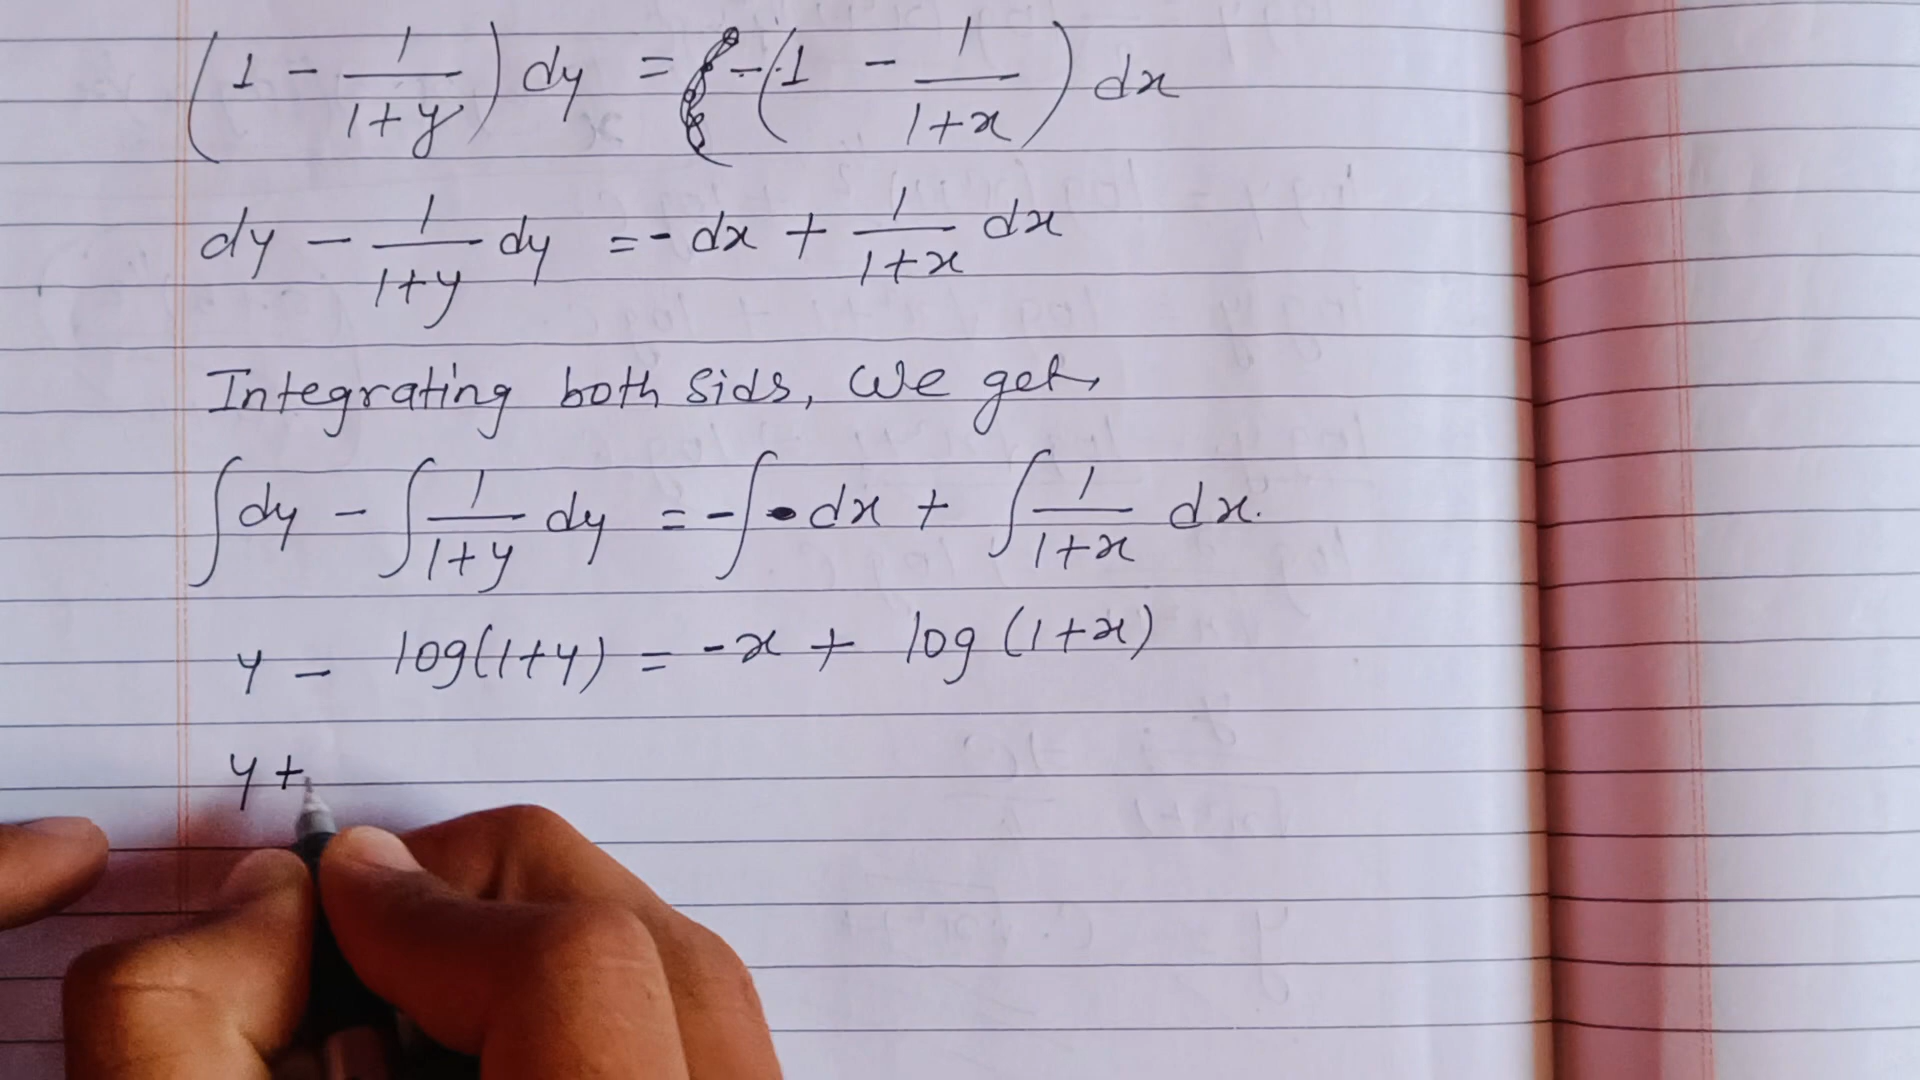 (1 - 1/(1+y)) dy = -(1 - 1/(1+x)) dx
dy - 1/(1+y) dy = - dx + 1/(1+x) dx
Integrating both sids, We get,
∫dy - ∫ 1/(1+y) dy = -∫ dx + ∫ 1/(1+x) dx.
y - log(1+y) = -x + log (1+x)
y +